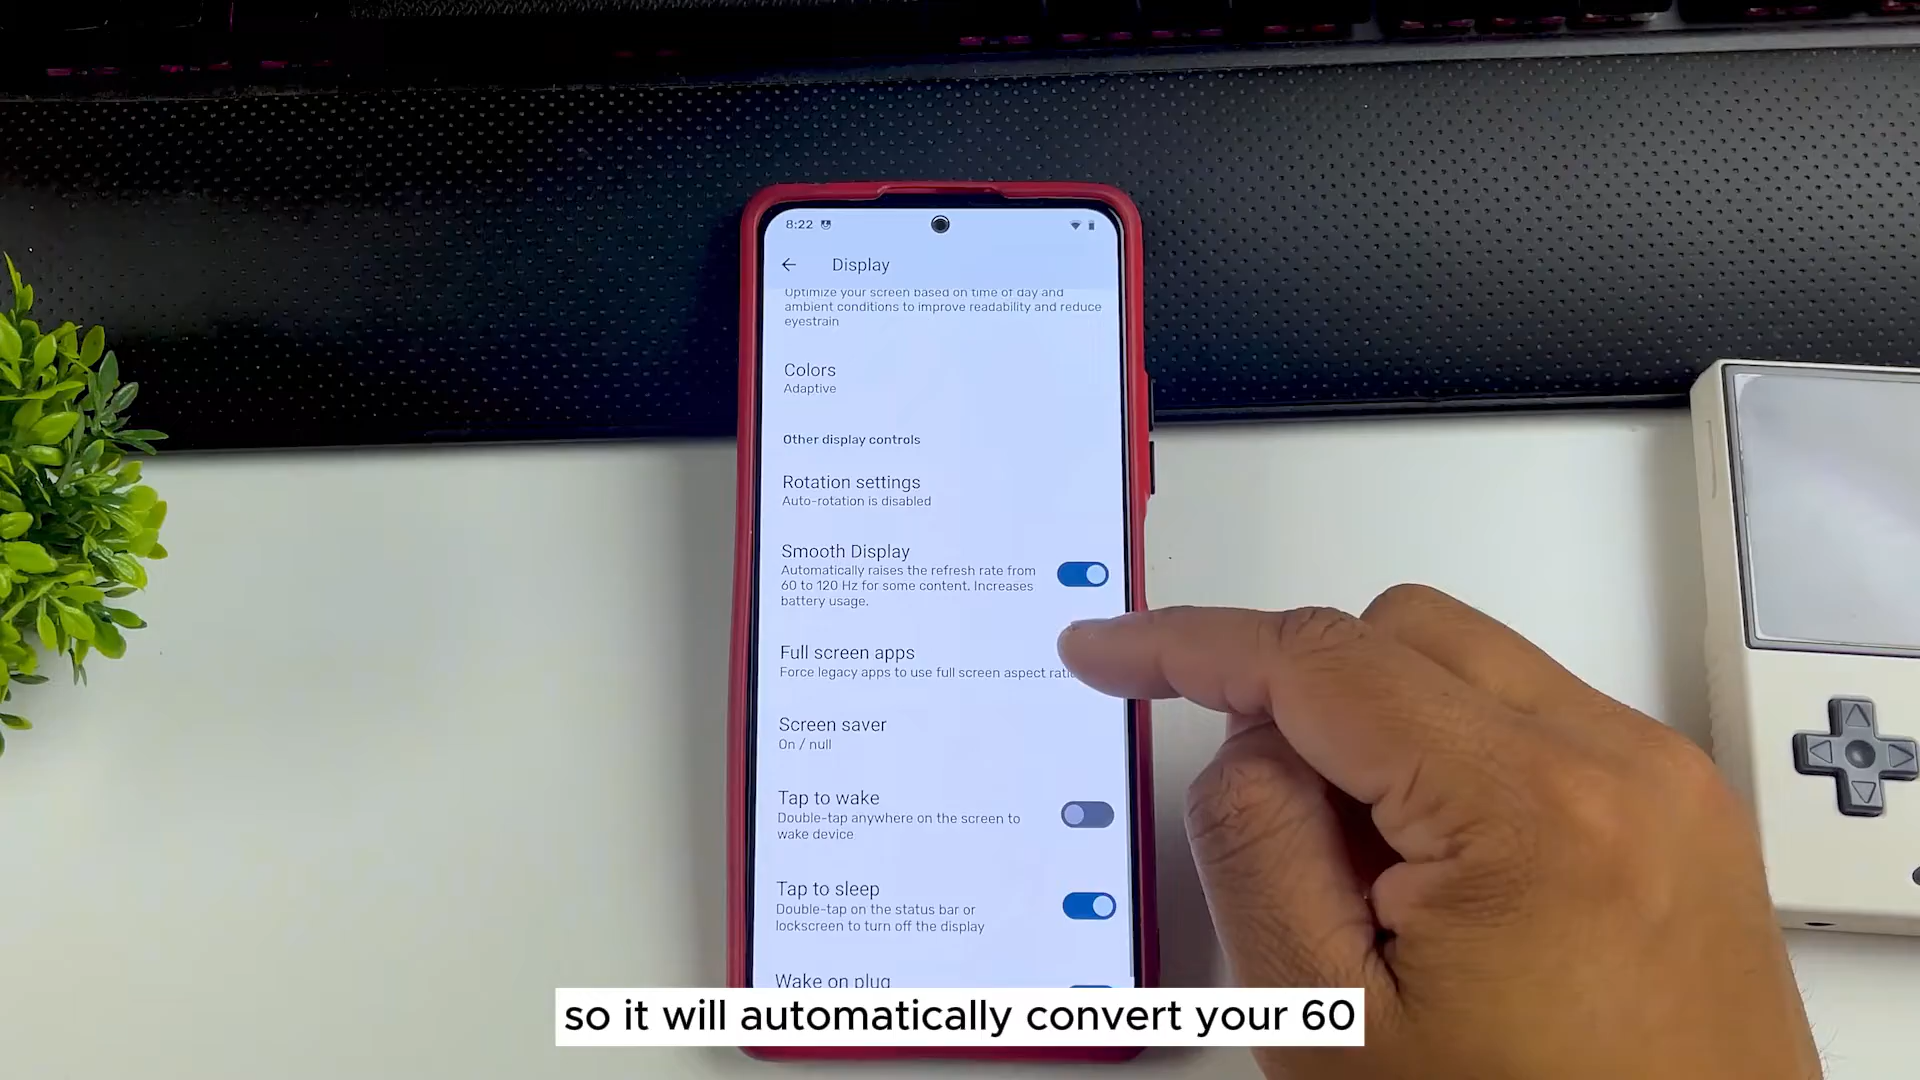 8:22
Display
Optimize your screen based on time of day and
ambient conditions to improve readability and reduce
eyestrain
Colors
Adaptive
Other display controls
Rotation settings
Auto-rotation is disabled
Smooth Display
Automatically raises the refresh rate from
60 to 120 Hz for some content. Increases
battery usage.
Full screen apps
Force legacy apps to use full screen aspect
Screen saver
On / null
Tap to wake
Double-tap anywhere on the screen to
wake device
Tap to sleep
Double-tap on the status bar or
lockscreen to turn off the display
Wake on plug
so it will automatically convert your 60